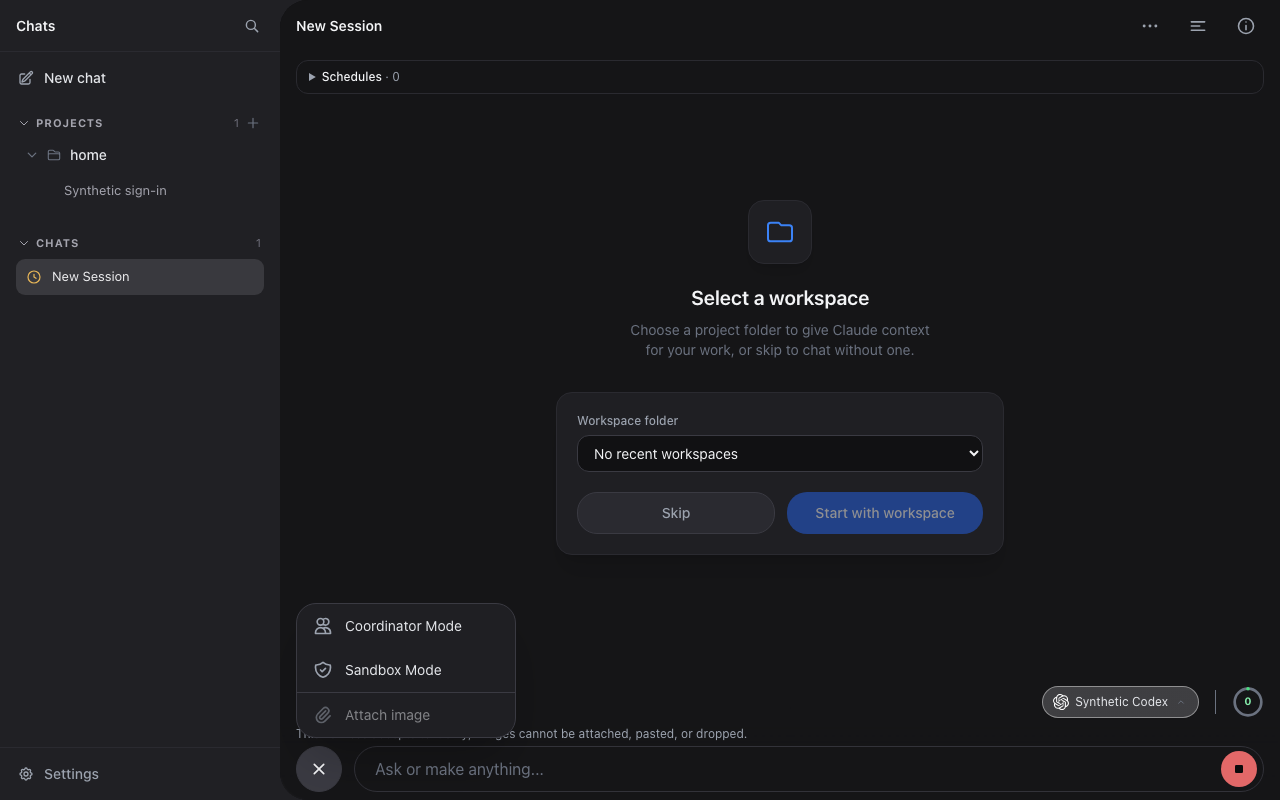 Chats
New chat
PROJECTS
1
home
Synthetic sign-in
CHATS
1
New Session
Settings
New Session
Schedules · 0
Select a workspace
Choose a project folder to give Claude context
for your work, or skip to chat without one.
Workspace folder
No recent workspaces
Skip
Start with workspace
Coordinator Mode
Sandbox Mode
Attach image
Synthetic Codex
0
cannot be attached, pasted, or dropped.
Ask or make anything...